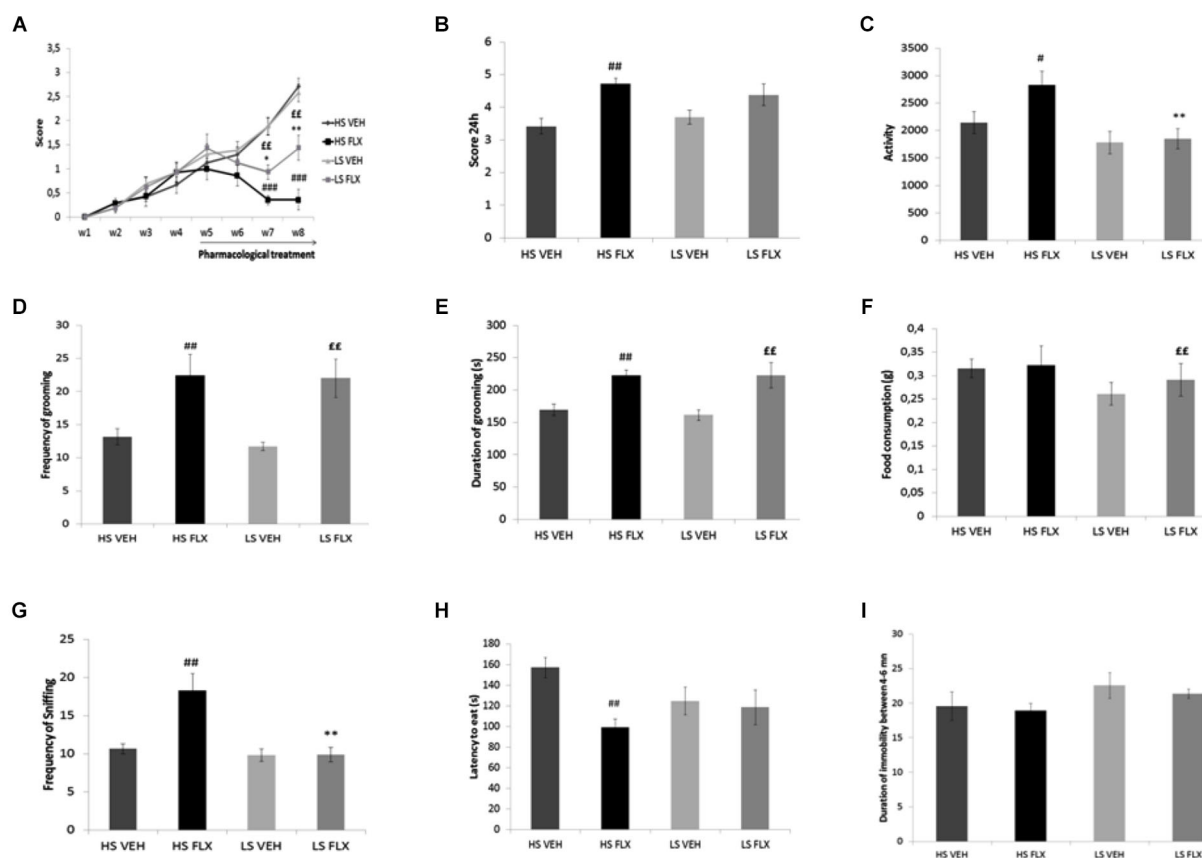 A
Score
3,5
3
2,5
2
1,5
1
0,5
0
££
**
££
*
###
###
HS VEH
HS FLX
LS VEH
LS FLX
w1 w2 w3 w4 w5 w6 w7 w8
Pharmacological treatment
B
Score 24h
6
5
4
3
2
1
0
##
HS VEH HS FLX LS VEH LS FLX
C
Activity
3500
3000
2500
2000
1500
1000
500
0
#
**
HS VEH HS FLX LS VEH LS FLX
D
Frequency of grooming
30
25
20
15
10
5
0
##
££
HS VEH HS FLX LS VEH LS FLX
E
Duration of grooming (s)
300
250
200
150
100
50
0
##
££
HS VEH HS FLX LS VEH LS FLX
F
Food consumption (g)
0,4
0,35
0,3
0,25
0,2
0,15
0,1
0,05
0
££
HS VEH HS FLX LS VEH LS FLX
G
Frequency of Sniffing
25
20
15
10
5
0
##
**
HS VEH HS FLX LS VEH LS FLX
H
Latency to eat (s)
180
160
140
120
100
80
60
40
20
0
##
HS VEH HS FLX LS VEH LS FLX
I
Duration of immobility between 4-6 mn
30
25
20
15
10
5
0
HS VEH HS FLX LS VEH LS FLX